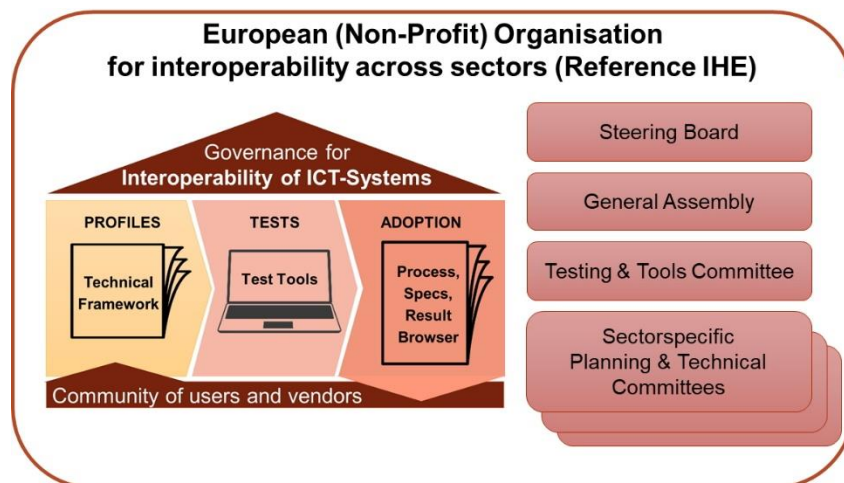 European (Non-Profit) Organisation
for interoperability across sectors (Reference IHE)
Governance for
Interoperability of ICT-Systems
PROFILES
Technical
Framework
TESTS
Test Tools
ADOPTION
Process,
Specs,
Result
Browser
Community of users and vendors
Steering Board
General Assembly
Testing & Tools Committee
Sectorspecific
Planning & Technical
Committees